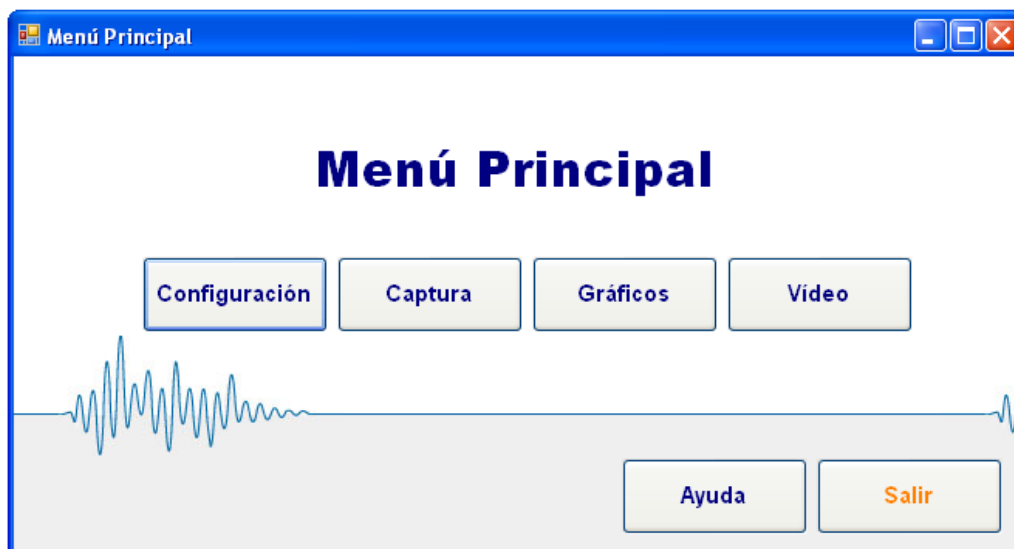 Menú Principal
Menú Principal
Configuración Captura Gráficos Vídeo
Ayuda Salir